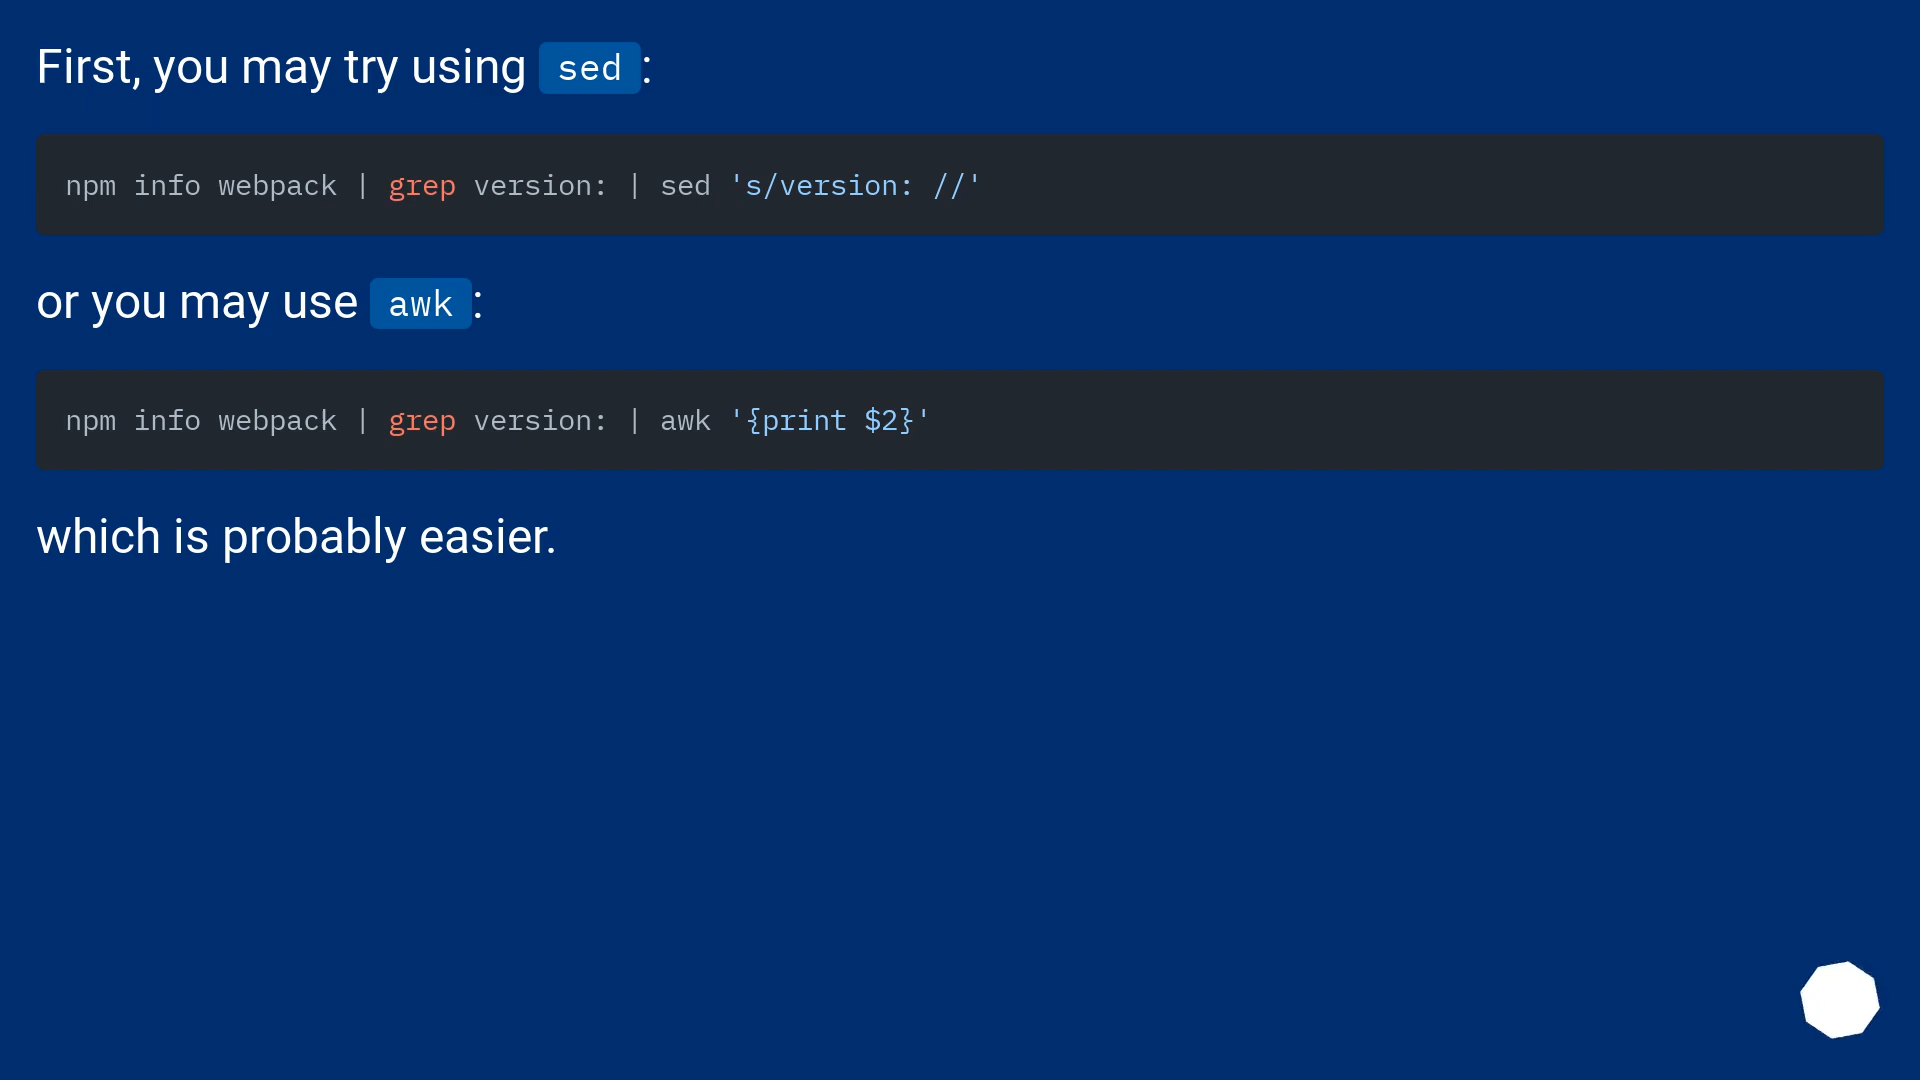 First, you may try using sed:
npm info webpack | grep version: | sed 's/version: //'
or you may use awk:
npm info webpack | grep version: | awk '{print $2}'
which is probably easier.